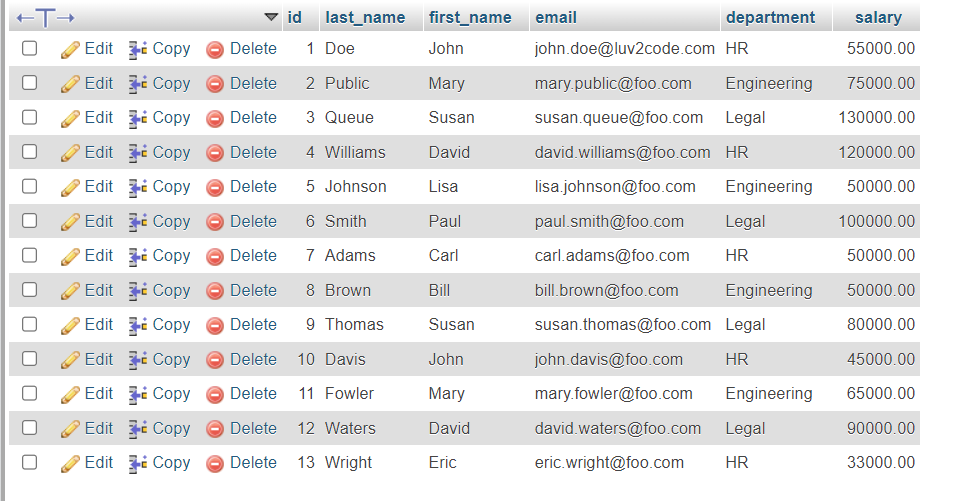 id last_name first_name email department salary
Edit Copy Delete 1 Doe John john.doe@luv2code.com HR 55000.00
Edit Copy Delete 2 Public Mary mary.public@foo.com Engineering 75000.00
Edit Copy Delete 3 Queue Susan susan.queue@foo.com Legal 130000.00
Edit Copy Delete 4 Williams David david.williams@foo.com HR 120000.00
Edit Copy Delete 5 Johnson Lisa lisa.johnson@foo.com Engineering 50000.00
Edit Copy Delete 6 Smith Paul paul.smith@foo.com Legal 100000.00
Edit Copy Delete 7 Adams Carl carl.adams@foo.com HR 50000.00
Edit Copy Delete 8 Brown Bill bill.brown@foo.com Engineering 50000.00
Edit Copy Delete 9 Thomas Susan susan.thomas@foo.com Legal 80000.00
Edit Copy Delete 10 Davis John john.davis@foo.com HR 45000.00
Edit Copy Delete 11 Fowler Mary mary.fowler@foo.com Engineering 65000.00
Edit Copy Delete 12 Waters David david.waters@foo.com Legal 90000.00
Edit Copy Delete 13 Wright Eric eric.wright@foo.com HR 33000.00